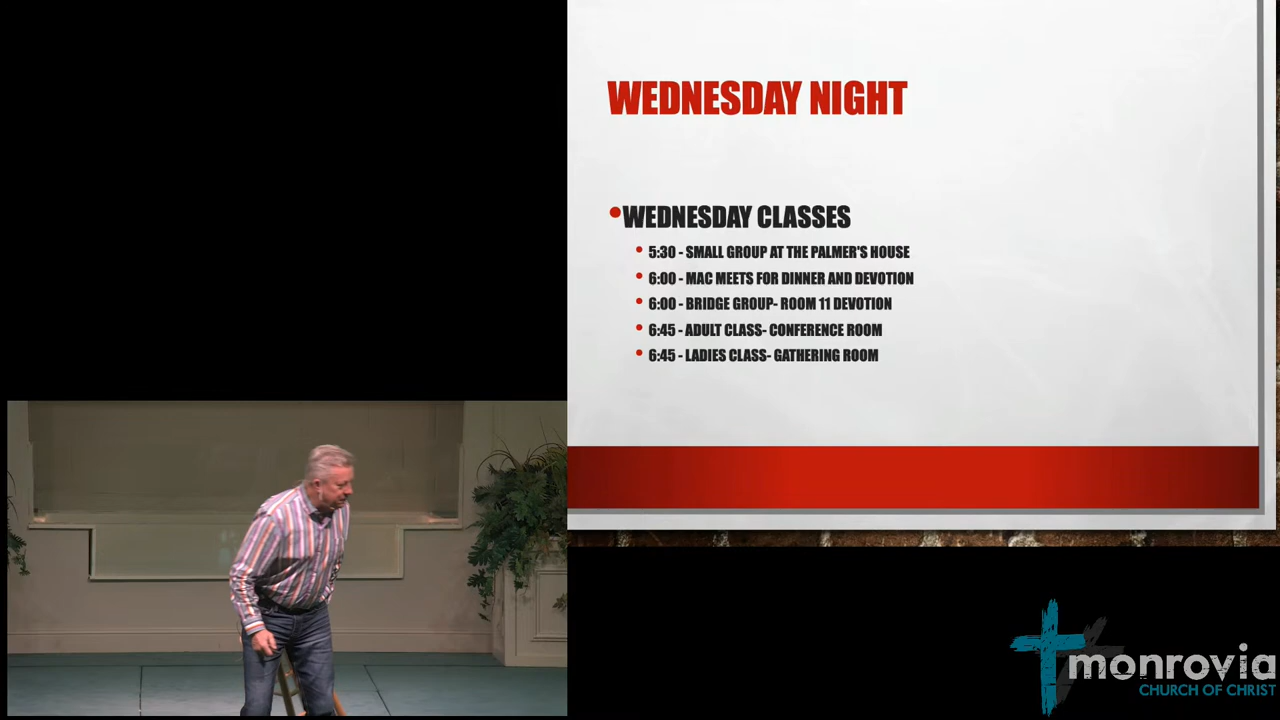 WEDNESDAY NIGHT
•WEDNESDAY CLASSES
• 5:30 - SMALL GROUP AT THE PALMER'S HOUSE
• 6:00 - MAC MEETS FOR DINNER AND DEVOTION
• 6:00 - BRIDGE GROUP- ROOM 11 DEVOTION
• 6:45 - ADULT CLASS- CONFERENCE ROOM
• 6:45 - LADIES CLASS- GATHERING ROOM
monrovia
CHURCH OF CHRIST